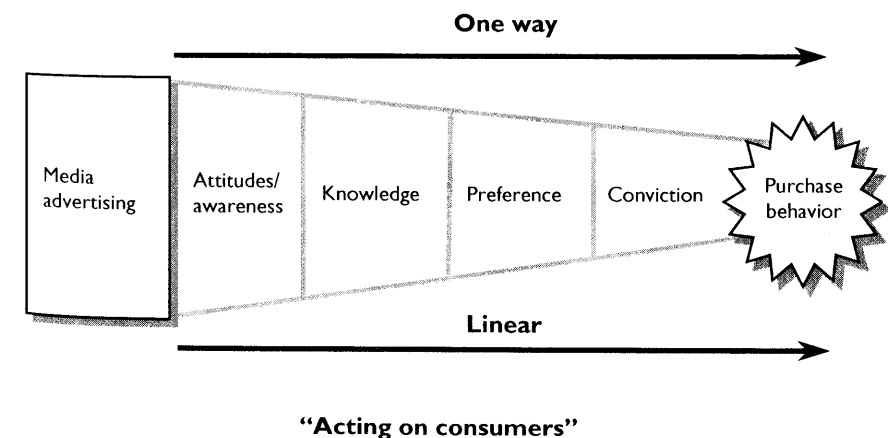 One way
Media
advertising
Attitudes/
awareness
Knowledge
Preference
Conviction
Purchase
behavior
Linear
“Acting on consumers”